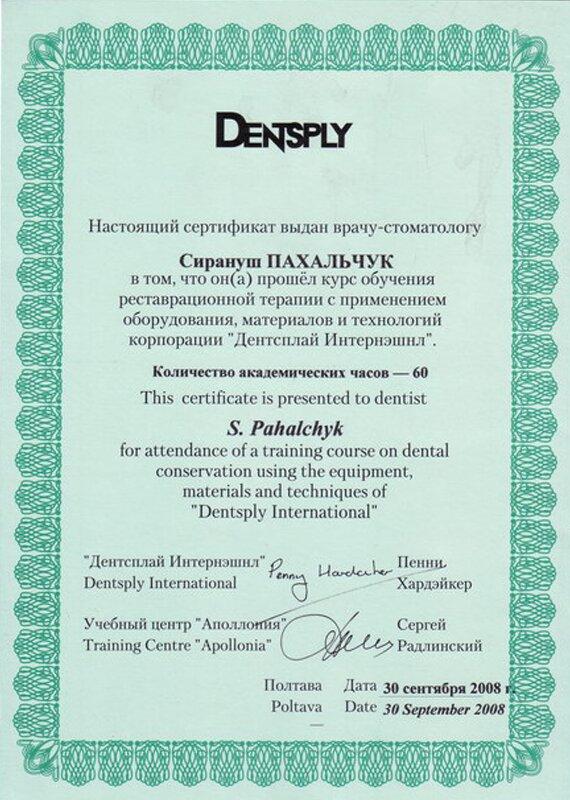 DENTSPLY
Настоящий сертификат выдан врачу-стоматологу
Сирануш ПАХАЛЬЧУК
в том, что он(а) прошёл курс обучения
реставрационной терапии с применением
оборудования, материалов и технологий
корпорации "Дентсплай Интернэшнл".
Количество академических часов — 60
This certificate is presented to dentist
S. Pahalchyk
for attendance of a training course on dental
conservation using the equipment,
materials and techniques of
"Dentsply International"
"Дентсплай Интернэшнл" Penny Hardaker Пенни
Dentsply International Хардэйкер
Учебный центр "Аполлония" Сергей
Training Centre "Apollonia" Радлинский
Полтава Дата 30 сентября 2008 г.
Poltava Date 30 September 2008